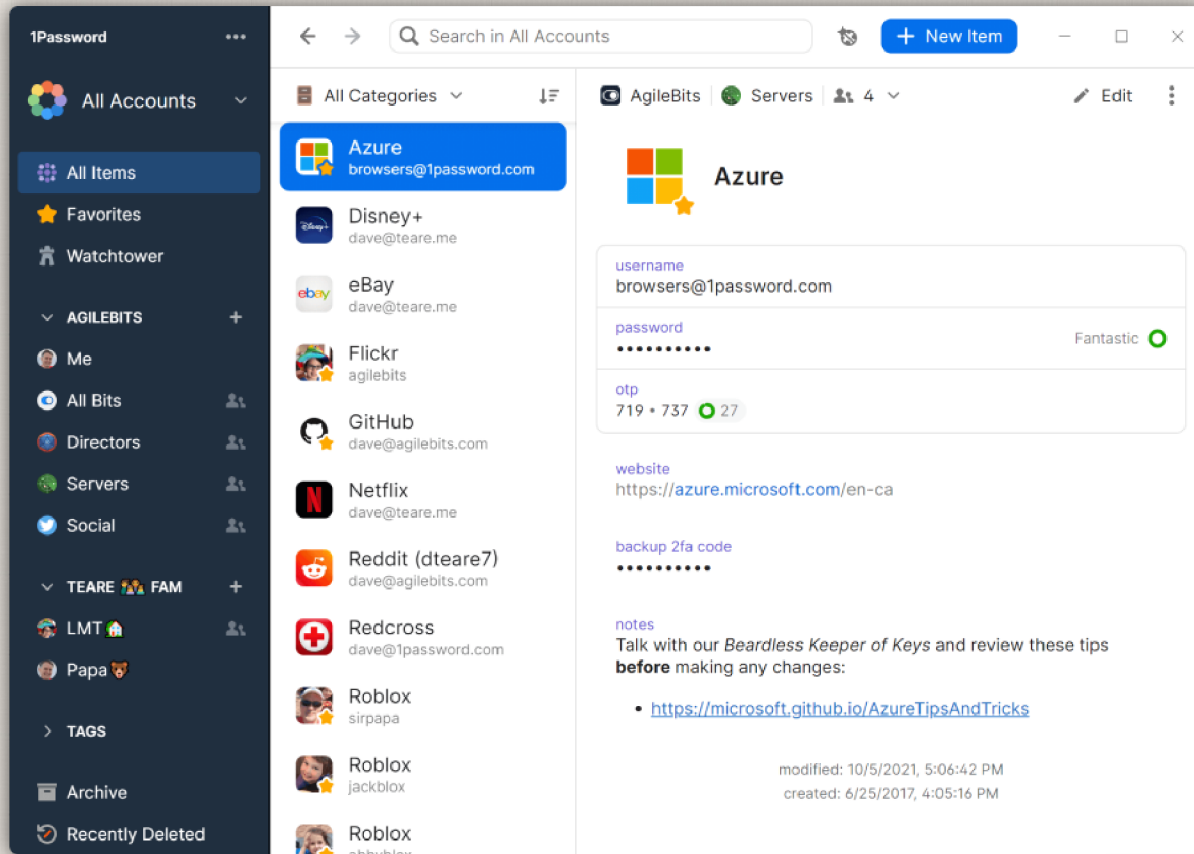 1Password
All Accounts
All Items
Favorites
Watchtower
AGILEBITS
Me
All Bits
Directors
Servers
Social
TEARE 👨‍👩‍👧 FAM
LMT🏡
Papa🐻
TAGS
Archive
Recently Deleted
Search in All Accounts
New Item
All Categories
Azure
browsers@1password.com
Disney+
Disney+
dave@teare.me
ebay
eBay
dave@teare.me
Flickr
agilebits
GitHub
dave@agilebits.com
Netflix
dave@teare.me
Reddit (dteare7)
dave@agilebits.com
Redcross
dave@1password.com
Roblox
sirpapa
Roblox
jackblox
Roblox
AgileBits
Servers
4
Edit
Azure
username
browsers@1password.com
password
••••••••••
Fantastic
otp
719 • 737 27
website
https://azure.microsoft.com/en-ca
backup 2fa code
••••••••••
notes
Talk with our Beardless Keeper of Keys and review these tips
before making any changes:
• https://microsoft.github.io/AzureTipsAndTricks
modified: 10/5/2021, 5:06:42 PM
created: 6/25/2017, 4:05:16 PM